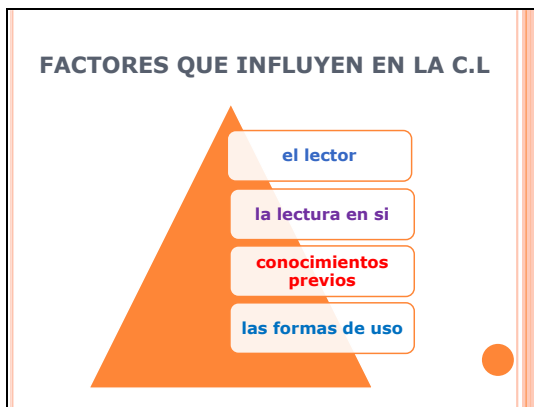 FACTORES QUE INFLUYEN EN LA C.L
el lector
la lectura en si
conocimientos
previos
las formas de uso